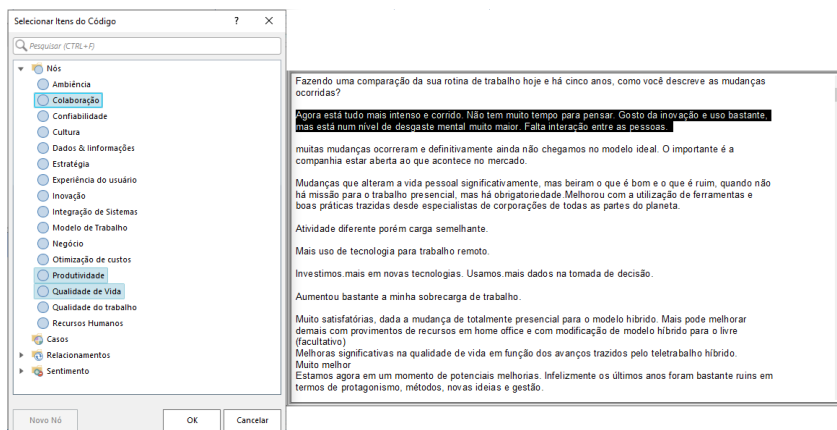 Selecionar Itens do Código
?
Pesquisar (CTRL+F)
Nós
Ambiência
Colaboração
Confiabilidade
Cultura
Dados & Iinformações
Estratégia
Experiência do usuário
Inovação
Integração de Sistemas
Modelo de Trabalho
Negócio
Otimização de custos
Produtividade
Qualidade de Vida
Qualidade do trabalho
Recursos Humanos
Casos
Relacionamentos
Sentimento
Novo Nó
OK
Cancelar
Fazendo uma comparação da sua rotina de trabalho hoje e há cinco anos, como você descreve as mudanças
ocorridas?
Agora está tudo mais intenso e corrido. Não tem muito tempo para pensar. Gosto da inovação e uso bastante,
mas está num nível de desgaste mental muito maior. Falta interação entre as pessoas.
muitas mudanças ocorreram e definitivamente ainda não chegamos no modelo ideal. O importante é a
companhia estar aberta ao que acontece no mercado.
Mudanças que alteram a vida pessoal significativamente, mas beiram o que é bom e o que é ruim, quando não
há missão para o trabalho presencial, mas há obrigatoriedade.Melhorou com a utilização de ferramentas e
boas práticas trazidas desde especialistas de corporações de todas as partes do planeta.
Atividade diferente porém carga semelhante.
Mais uso de tecnologia para trabalho remoto.
Investimos.mais em novas tecnologias. Usamos.mais dados na tomada de decisão.
Aumentou bastante a minha sobrecarga de trabalho.
Muito satisfatórias, dada a mudança de totalmente presencial para o modelo hibrido. Mais pode melhorar
demais com provimentos de recursos em home office e com modificação de modelo híbrido para o livre
(facultativo)
Melhoras significativas na qualidade de vida em função dos avanços trazidos pelo teletrabalho híbrido.
Muito melhor
Estamos agora em um momento de potenciais melhorias. Infelizmente os últimos anos foram bastante ruins em
termos de protagonismo, métodos, novas ideias e gestão.